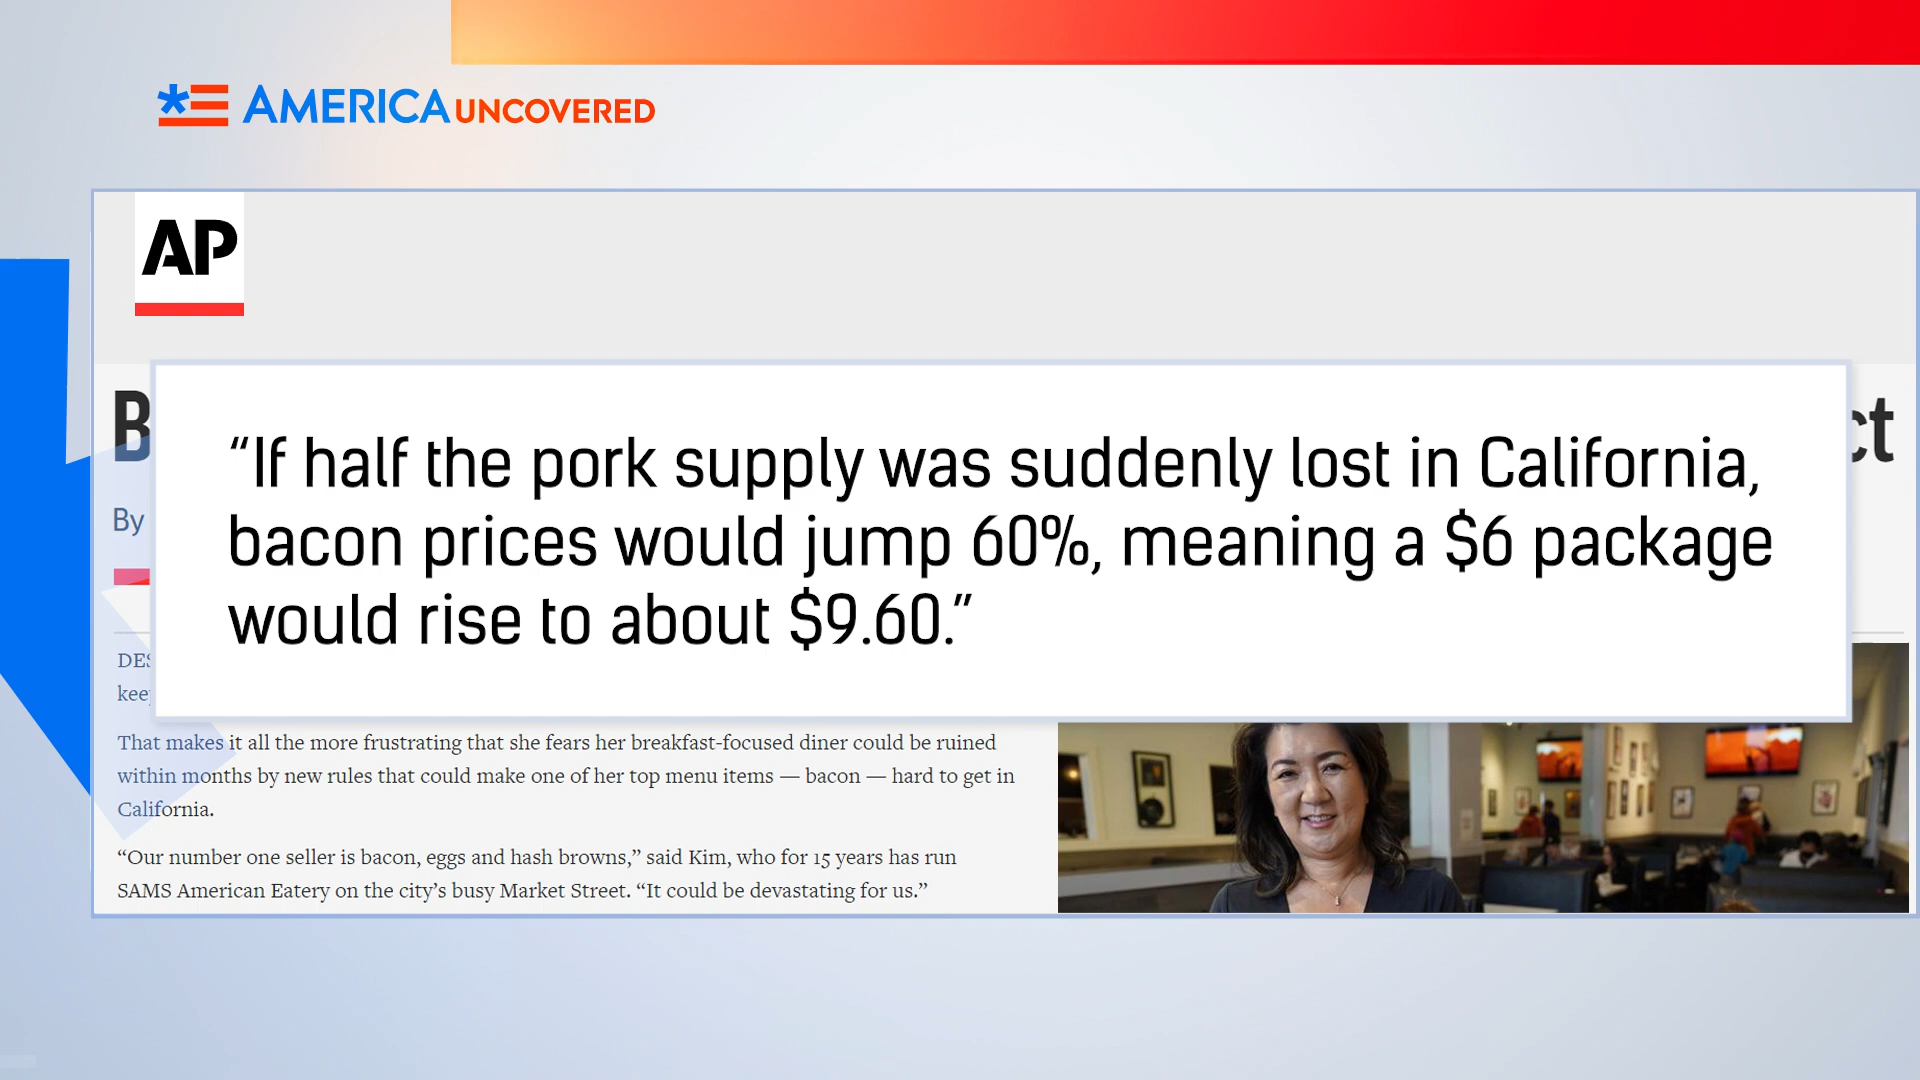 AMERICA UNCOVERED
AP
“If half the pork supply was suddenly lost in California,
bacon prices would jump 60%, meaning a $6 package
would rise to about $9.60.”
By
That makes it all the more frustrating that she fears her breakfast-focused diner could be ruined
within months by new rules that could make one of her top menu items — bacon — hard to get in
California.
“Our number one seller is bacon, eggs and hash browns,” said Kim, who for 15 years has run
SAMS American Eatery on the city’s busy Market Street. “It could be devastating for us.”